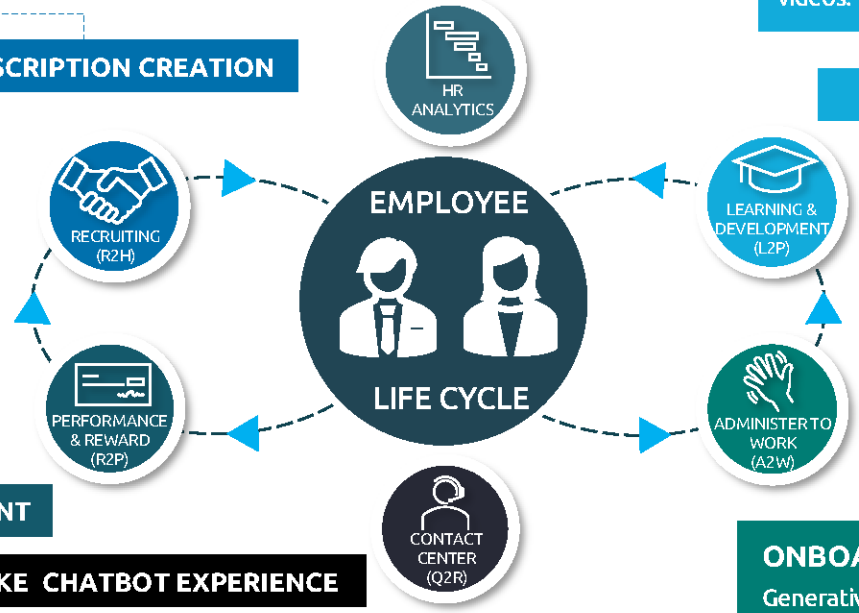 VIDEOS.
SCRIPTION CREATION
HR
ANALYTICS
RECRUITING
(R2H)
EMPLOYEE
LEARNING &
DEVELOPMENT
(L2P)
LIFE CYCLE
PERFORMANCE
& REWARD
(R2P)
ADMINISTER TO
WORK
(A2W)
NT
CONTACT
CENTER
(Q2R)
KE CHATBOT EXPERIENCE
ONBOA
Generativ